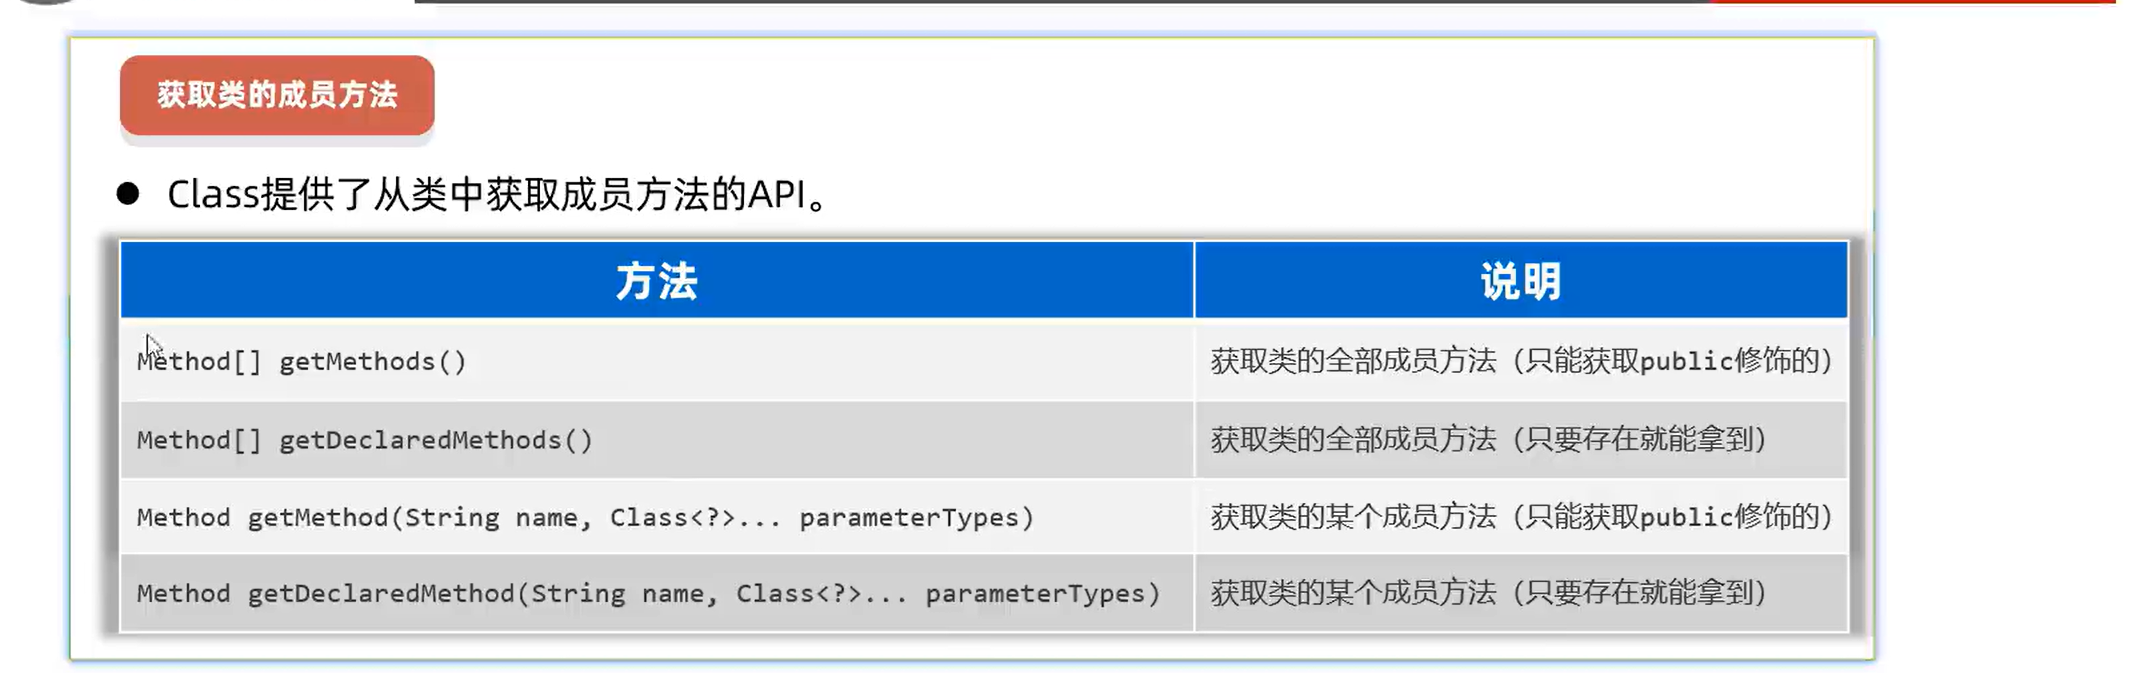 获取类的成员方法
● Class提供了从类中获取成员方法的API。
方法 说明
Method[] getMethods() 获取类的全部成员方法（只能获取public修饰的）
Method[] getDeclaredMethods() 获取类的全部成员方法（只要存在就能拿到）
Method getMethod(String name, Class<?>... parameterTypes) 获取类的某个成员方法（只能获取public修饰的）
Method getDeclaredMethod(String name, Class<?>... parameterTypes) 获取类的某个成员方法（只要存在就能拿到）